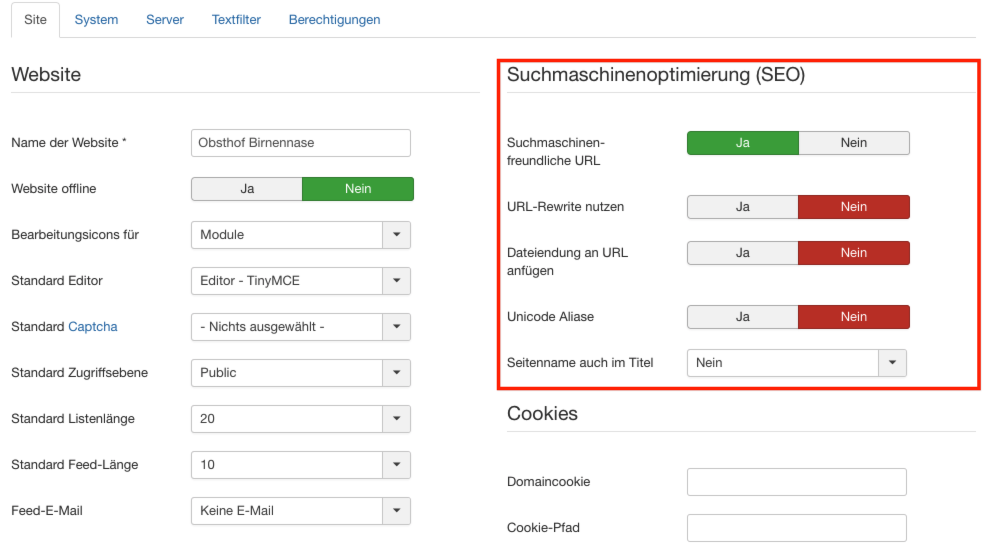 Site System Server Textfilter Berechtigungen
Website
Name der Website * Obsthof Birnennase
Website offline Ja Nein
Bearbeitungsicons für Module
Standard Editor Editor - TinyMCE
Standard Captcha - Nichts ausgewählt -
Standard Zugriffsebene Public
Standard Listenlänge 20
Standard Feed-Länge 10
Feed-E-Mail Keine E-Mail
Suchmaschinenoptimierung (SEO)
Suchmaschinen- Ja Nein
freundliche URL
URL-Rewrite nutzen Ja Nein
Dateiendung an URL Ja Nein
anfügen
Unicode Aliase Ja Nein
Seitenname auch im Titel Nein
Cookies
Domaincookie
Cookie-Pfad